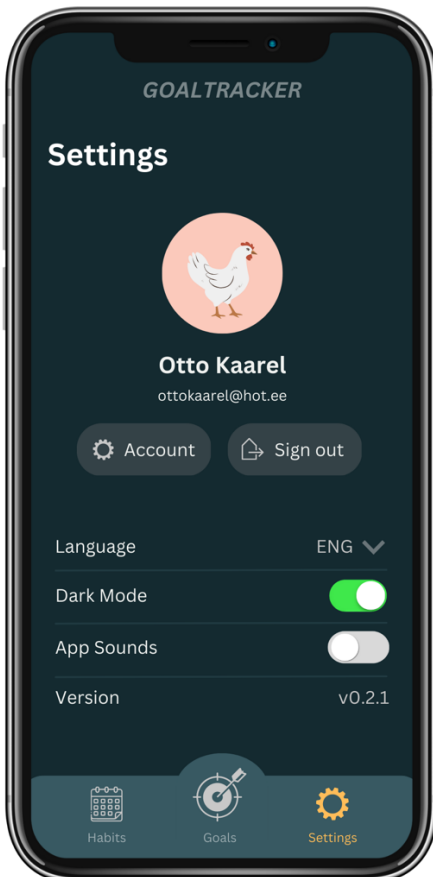 GOALTRACKER
Settings
Otto Kaarel
ottokaarel@hot.ee
Account
Sign out
Language
ENG
Dark Mode
App Sounds
Version
v0.2.1
Habits
Goals
Settings